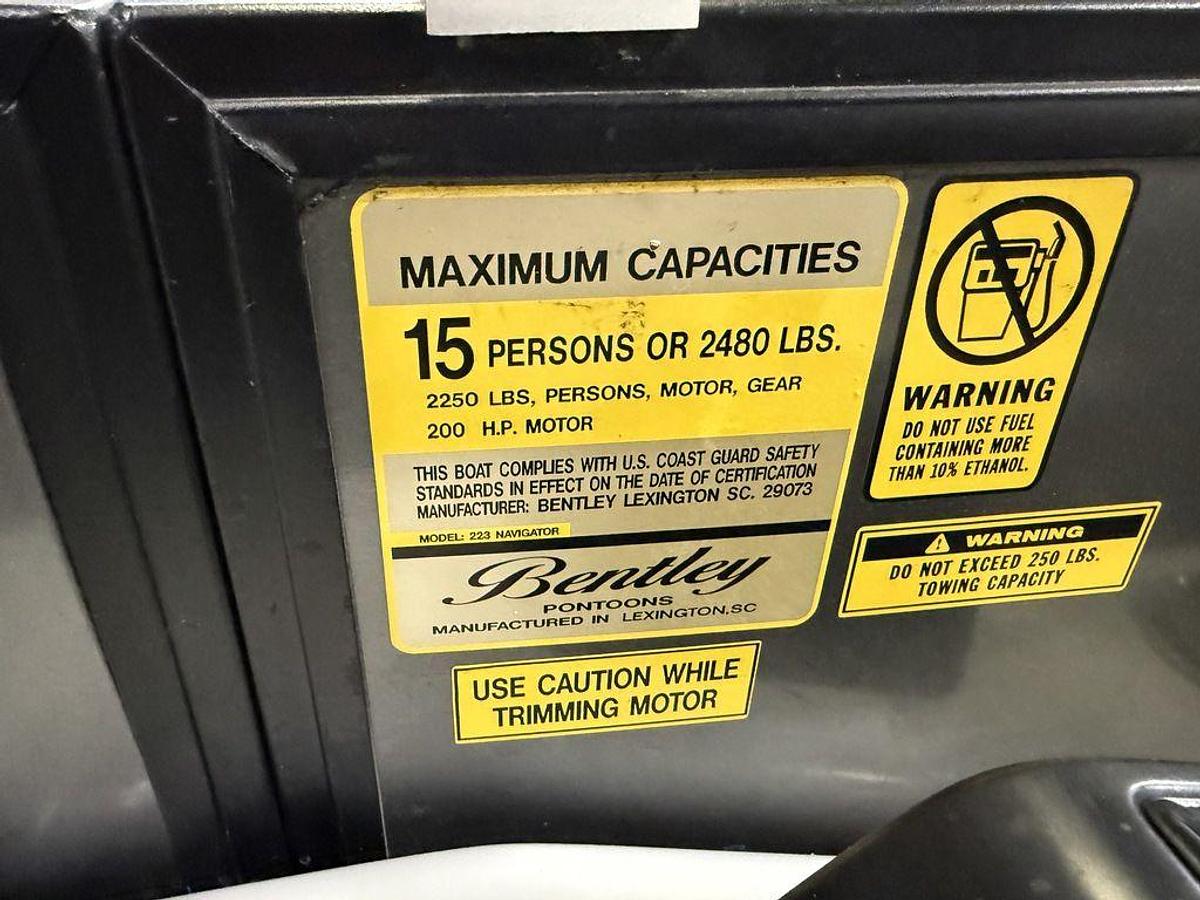 MAXIMUM CAPACITIES
15 PERSONS OR 2480 LBS.
2250 LBS, PERSONS, MOTOR, GEAR
200 H.P. MOTOR
THIS BOAT COMPLIES WITH U.S. COAST GUARD SAFETY
STANDARDS IN EFFECT ON THE DATE OF CERTIFICATION
MANUFACTURER: BENTLEY LEXINGTON SC. 29073
MODEL: 223 NAVIGATOR
Bentley
PONTOONS
MANUFACTURED IN LEXINGTON,SC
USE CAUTION WHILE
TRIMMING MOTOR
WARNING
DO NOT USE FUEL
CONTAINING MORE
THAN 10% ETHANOL.
WARNING
DO NOT EXCEED 250 LBS.
TOWING CAPACITY